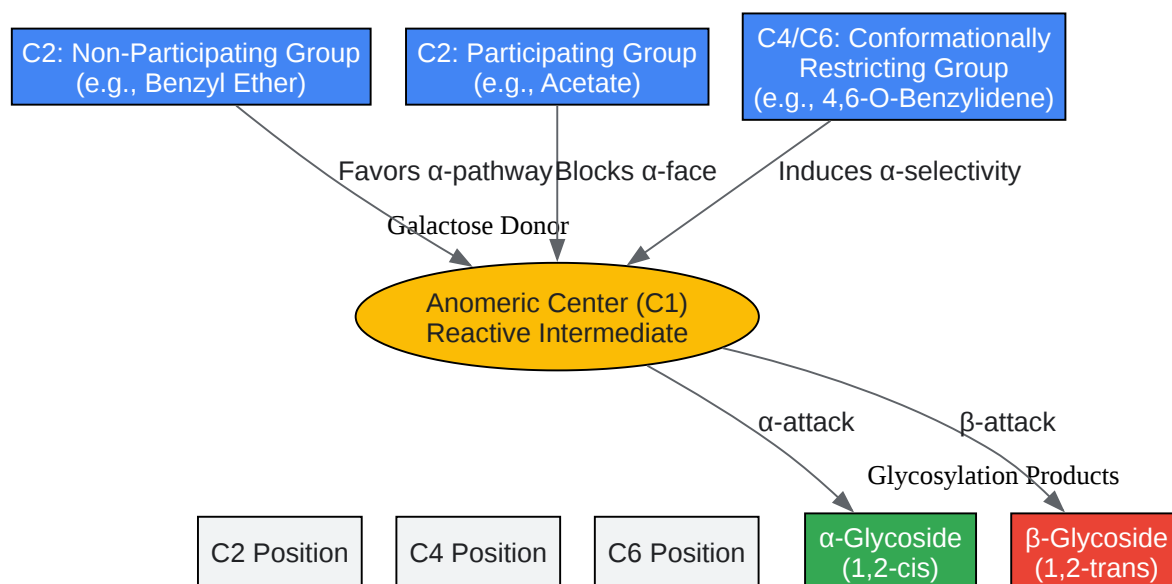 C2: Non-Participating Group
(e.g., Benzyl Ether)
C2: Participating Group
(e.g., Acetate)
C4/C6: Conformationally
Restricting Group
(e.g., 4,6-O-Benzylidene)
Favors α-pathway
Blocks α-face
Induces α-selectivity
Galactose Donor
Anomeric Center (C1)
Reactive Intermediate
α-attack
β-attack
Glycosylation Products
C2 Position
C4 Position
C6 Position
α-Glycoside
(1,2-cis)
β-Glycoside
(1,2-trans)